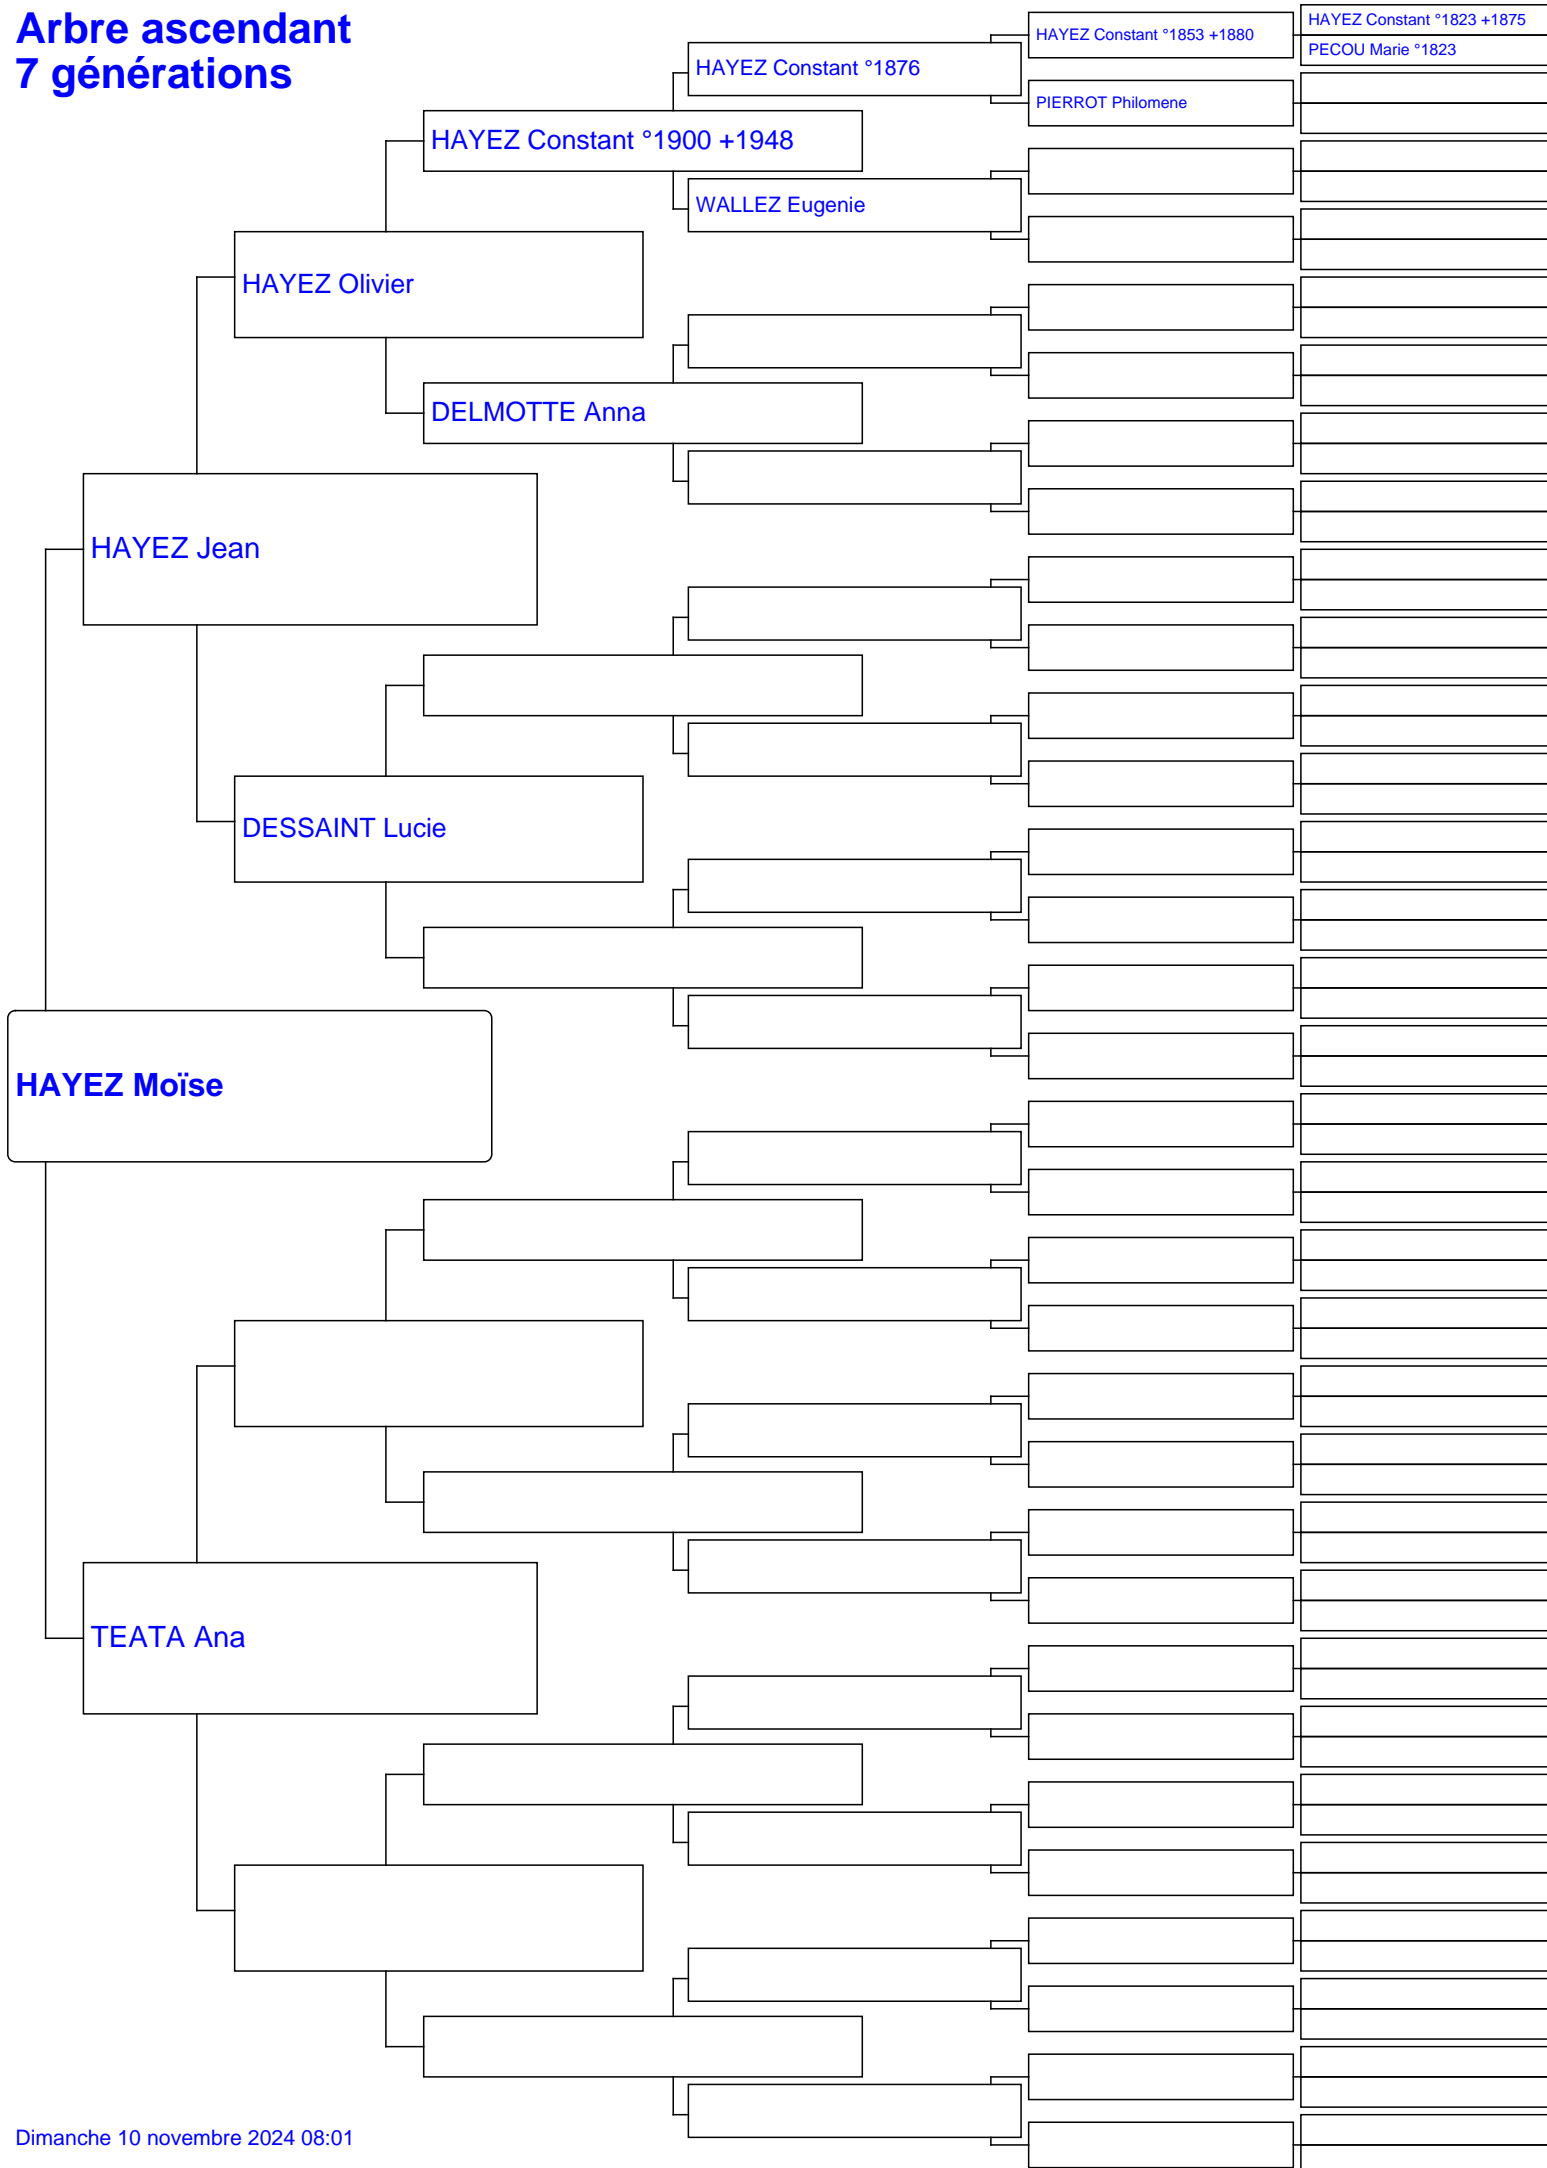 Arbre ascendant
7 générations
HAYEZ Constant °1823 +1875
HAYEZ Constant °1853 +1880
PECOU Marie °1823
HAYEZ Constant °1876
PIERROT Philomene
HAYEZ Constant °1900 +1948
WALLEZ Eugenie
HAYEZ Olivier
DELMOTTE Anna
HAYEZ Jean
DESSAINT Lucie
HAYEZ Moïse
TEATA Ana
Dimanche 10 novembre 2024 08:01